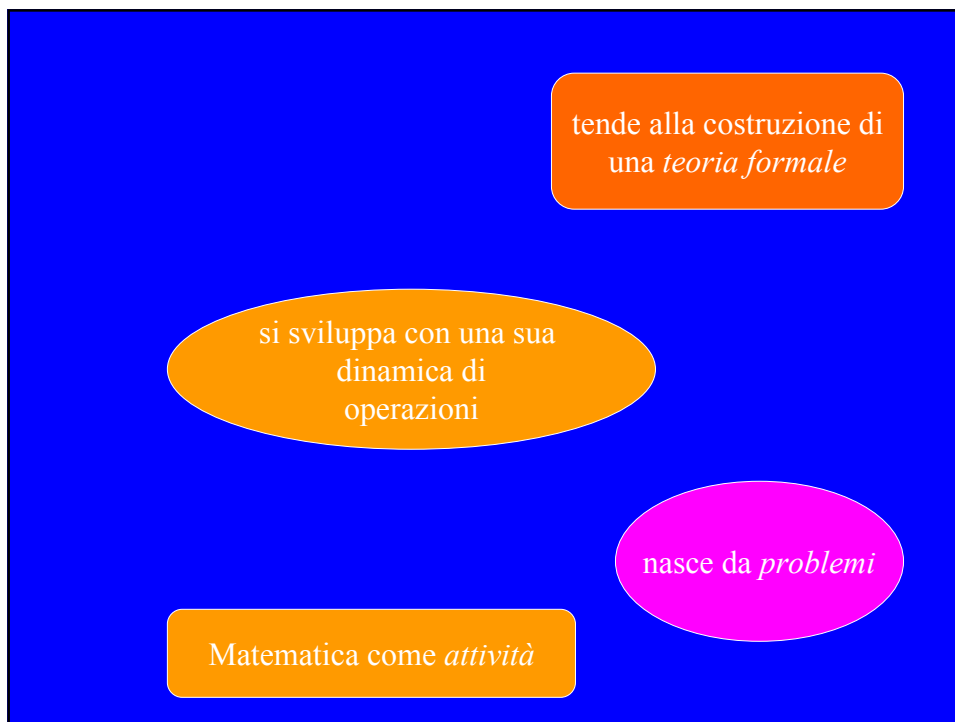 tende alla costruzione di
una teoria formale
si sviluppa con una sua
dinamica di
operazioni
nasce da problemi
Matematica come attività